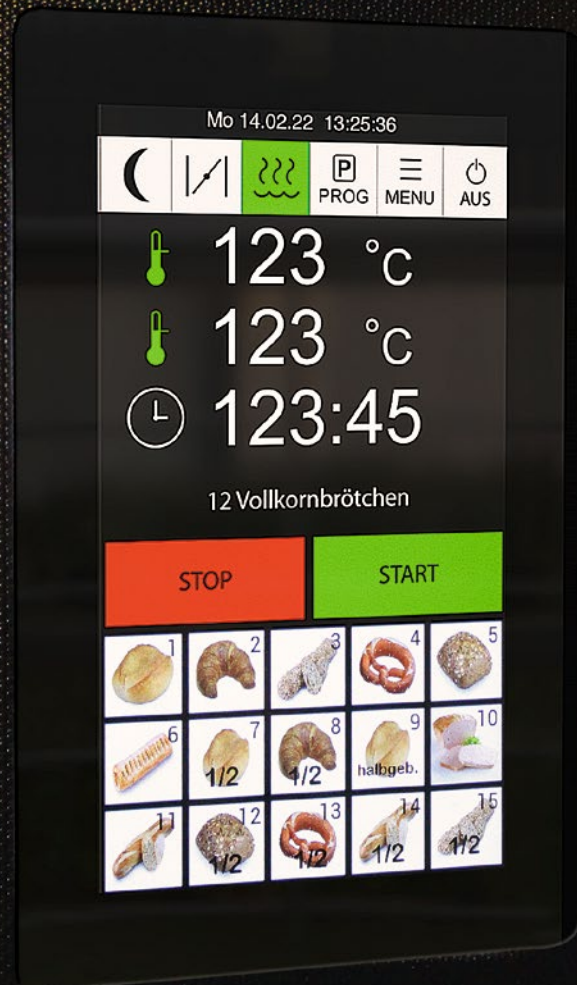 Mo 14.02.22 13:25:36
P
PROG
MENU
AUS
123 °C
123 °C
123:45
12 Vollkornbrötchen
STOP
START
1
2
3
4
5
6
7
8
9
10
1/2
1/2
halbgeb.
11
12
13
14
15
1/2
1/2
1/2
1/2